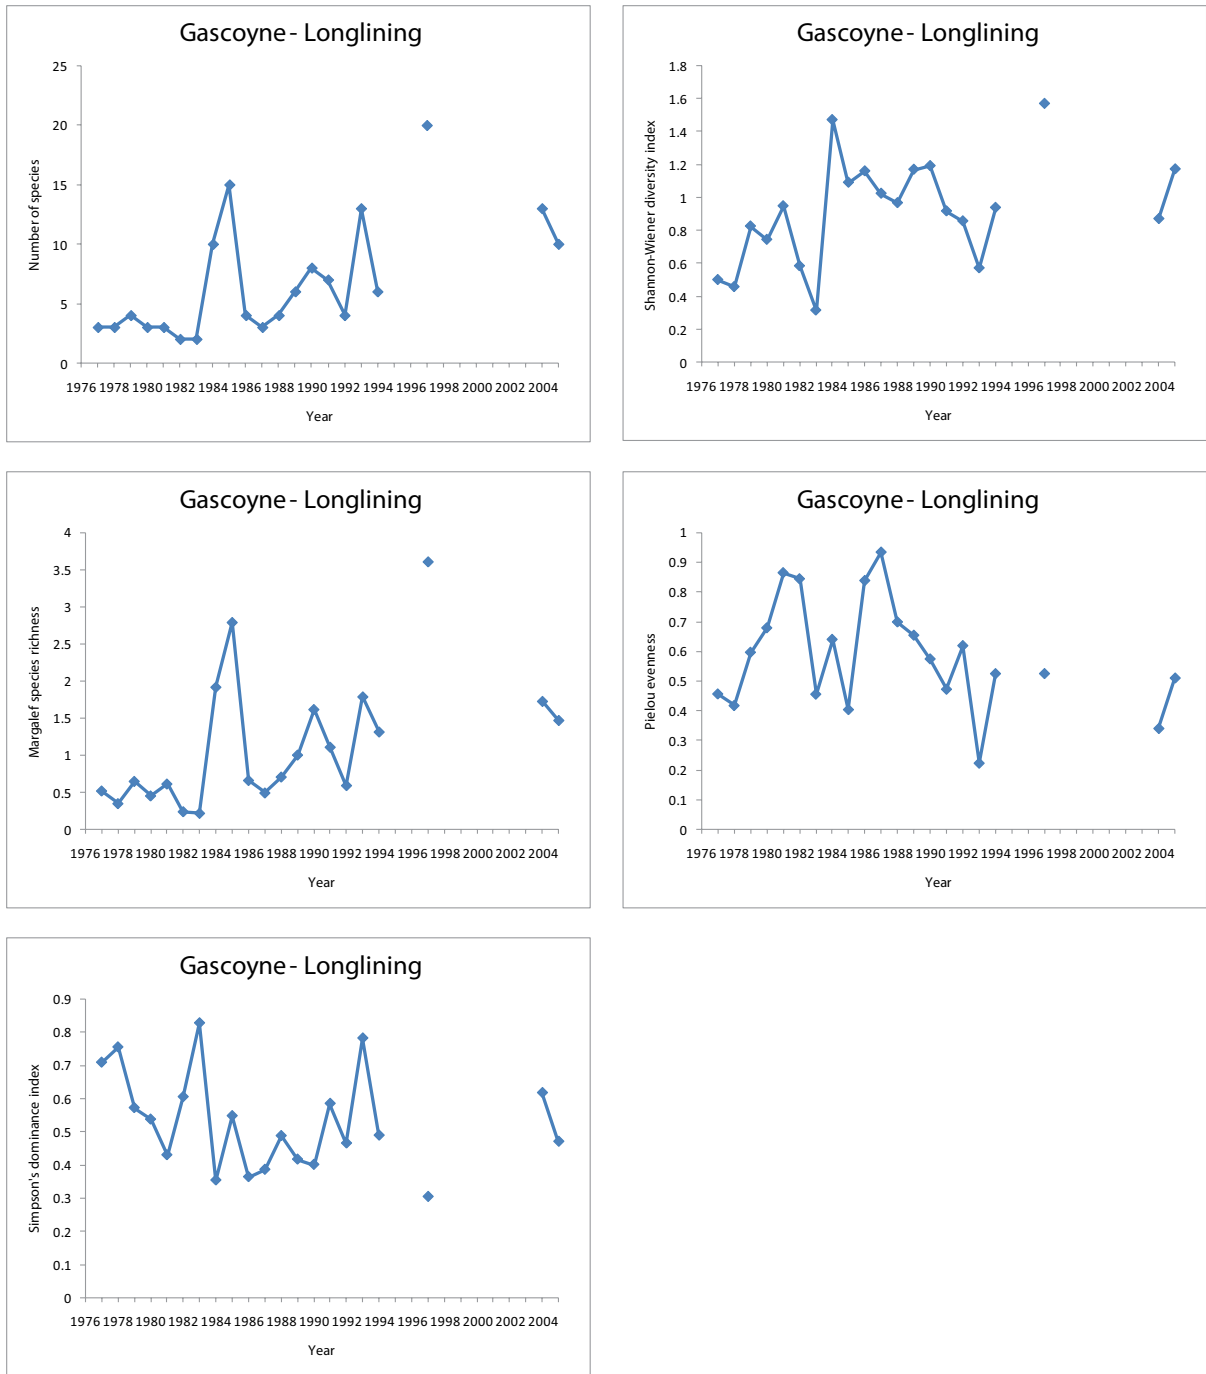 Gascoyne - Longlining
Number of species
25
20
15
10
5
0
1976 1978 1980 1982 1984 1986 1988 1990 1992 1994 1996 1998 2000 2002 2004
Year
Gascoyne - Longlining
Shannon-Wiener diversity index
1.8
1.6
1.4
1.2
1
0.8
0.6
0.4
0.2
0
1976 1978 1980 1982 1984 1986 1988 1990 1992 1994 1996 1998 2000 2002 2004
Year
Gascoyne - Longlining
Margalef species richness
4
3.5
3
2.5
2
1.5
1
0.5
0
1976 1978 1980 1982 1984 1986 1988 1990 1992 1994 1996 1998 2000 2002 2004
Year
Gascoyne - Longlining
Pielou evenness
1
0.9
0.8
0.7
0.6
0.5
0.4
0.3
0.2
0.1
0
1976 1978 1980 1982 1984 1986 1988 1990 1992 1994 1996 1998 2000 2002 2004
Year
Gascoyne - Longlining
Simpson's dominance index
0.9
0.8
0.7
0.6
0.5
0.4
0.3
0.2
0.1
0
1976 1978 1980 1982 1984 1986 1988 1990 1992 1994 1996 1998 2000 2002 2004
Year